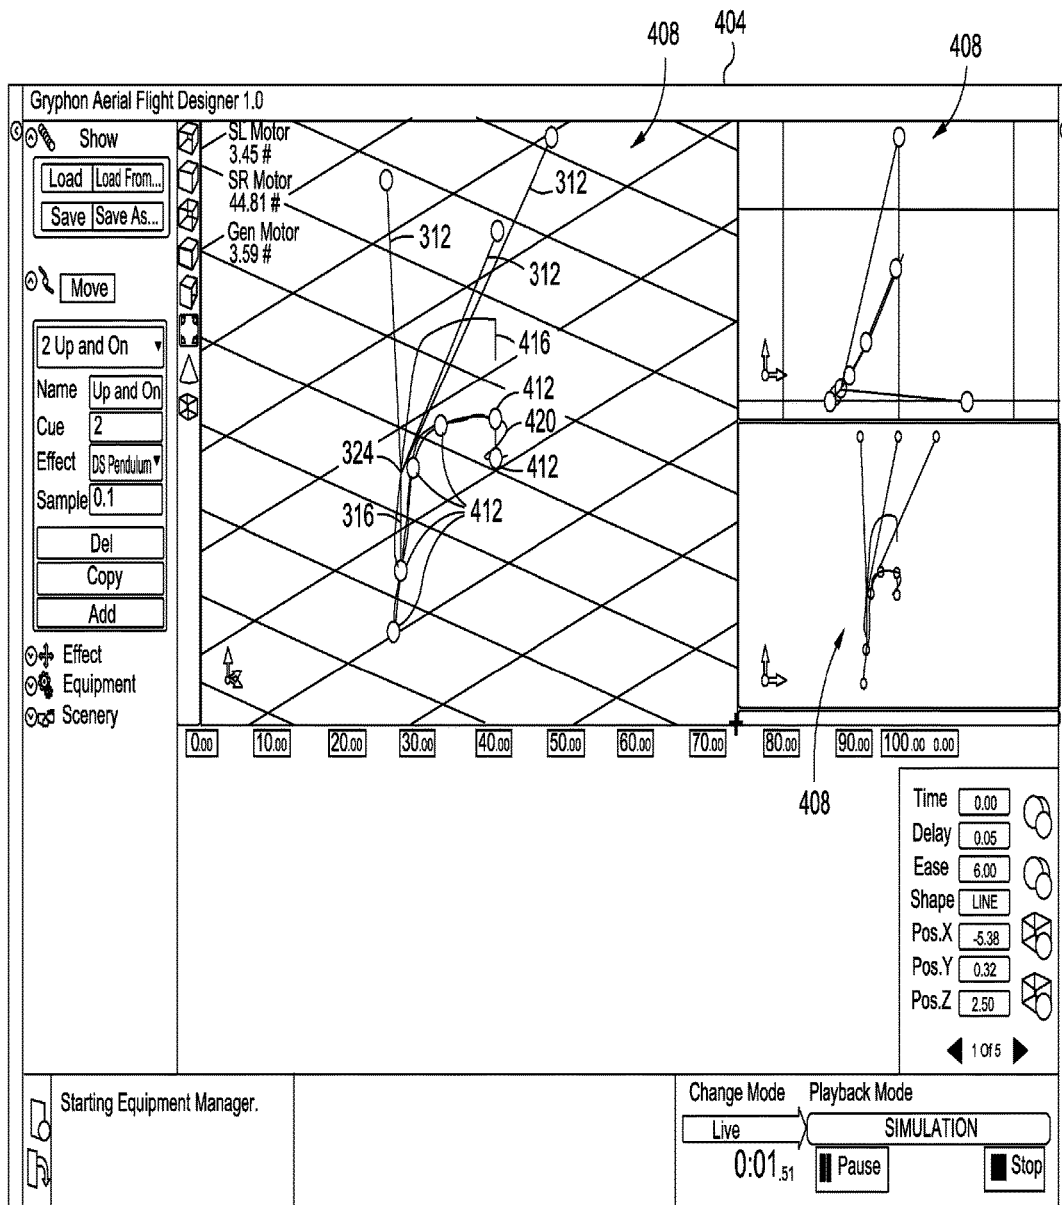 404
408
408
Gryphon Aerial Flight Designer 1.0
Show
Load Load From...
Save Save As...
Move
2 Up and On
Name Up and On
Cue 2
Effect DS Pendulum
Sample 0.1
Del
Copy
Add
Effect
Equipment
Scenery
SL Motor
3.45 #
SR Motor
44.81 #
Gen Motor
3.59 #
312
312
312
416
412
420
412
324
316
412
408
0.00 10.00 20.00 30.00 40.00 50.00 60.00 70.00 80.00 90.00 100.00 0.00
Time 0.00
Delay 0.05
Ease 6.00
Shape LINE
Pos.X -5.38
Pos.Y 0.32
Pos.Z 2.50
1 Of 5
Starting Equipment Manager.
Change Mode Playback Mode
Live SIMULATION
0:01.51 Pause Stop